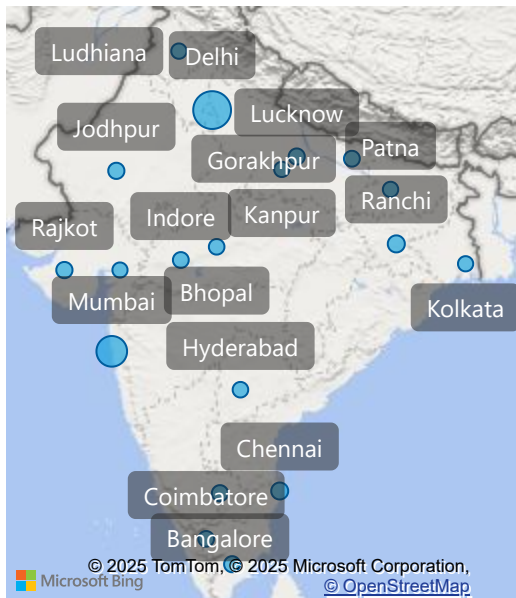 Ludhiana
Delhi
Lucknow
Jodhpur
Gorakhpur
Patna
Ranchi
Indore
Kanpur
Rajkot
Mumbai
Bhopal
Kolkata
Hyderabad
Chennai
Coimbatore
Bangalore
© 2025 TomTom, © 2025 Microsoft Corporation,
Microsoft Bing
© OpenStreetMap